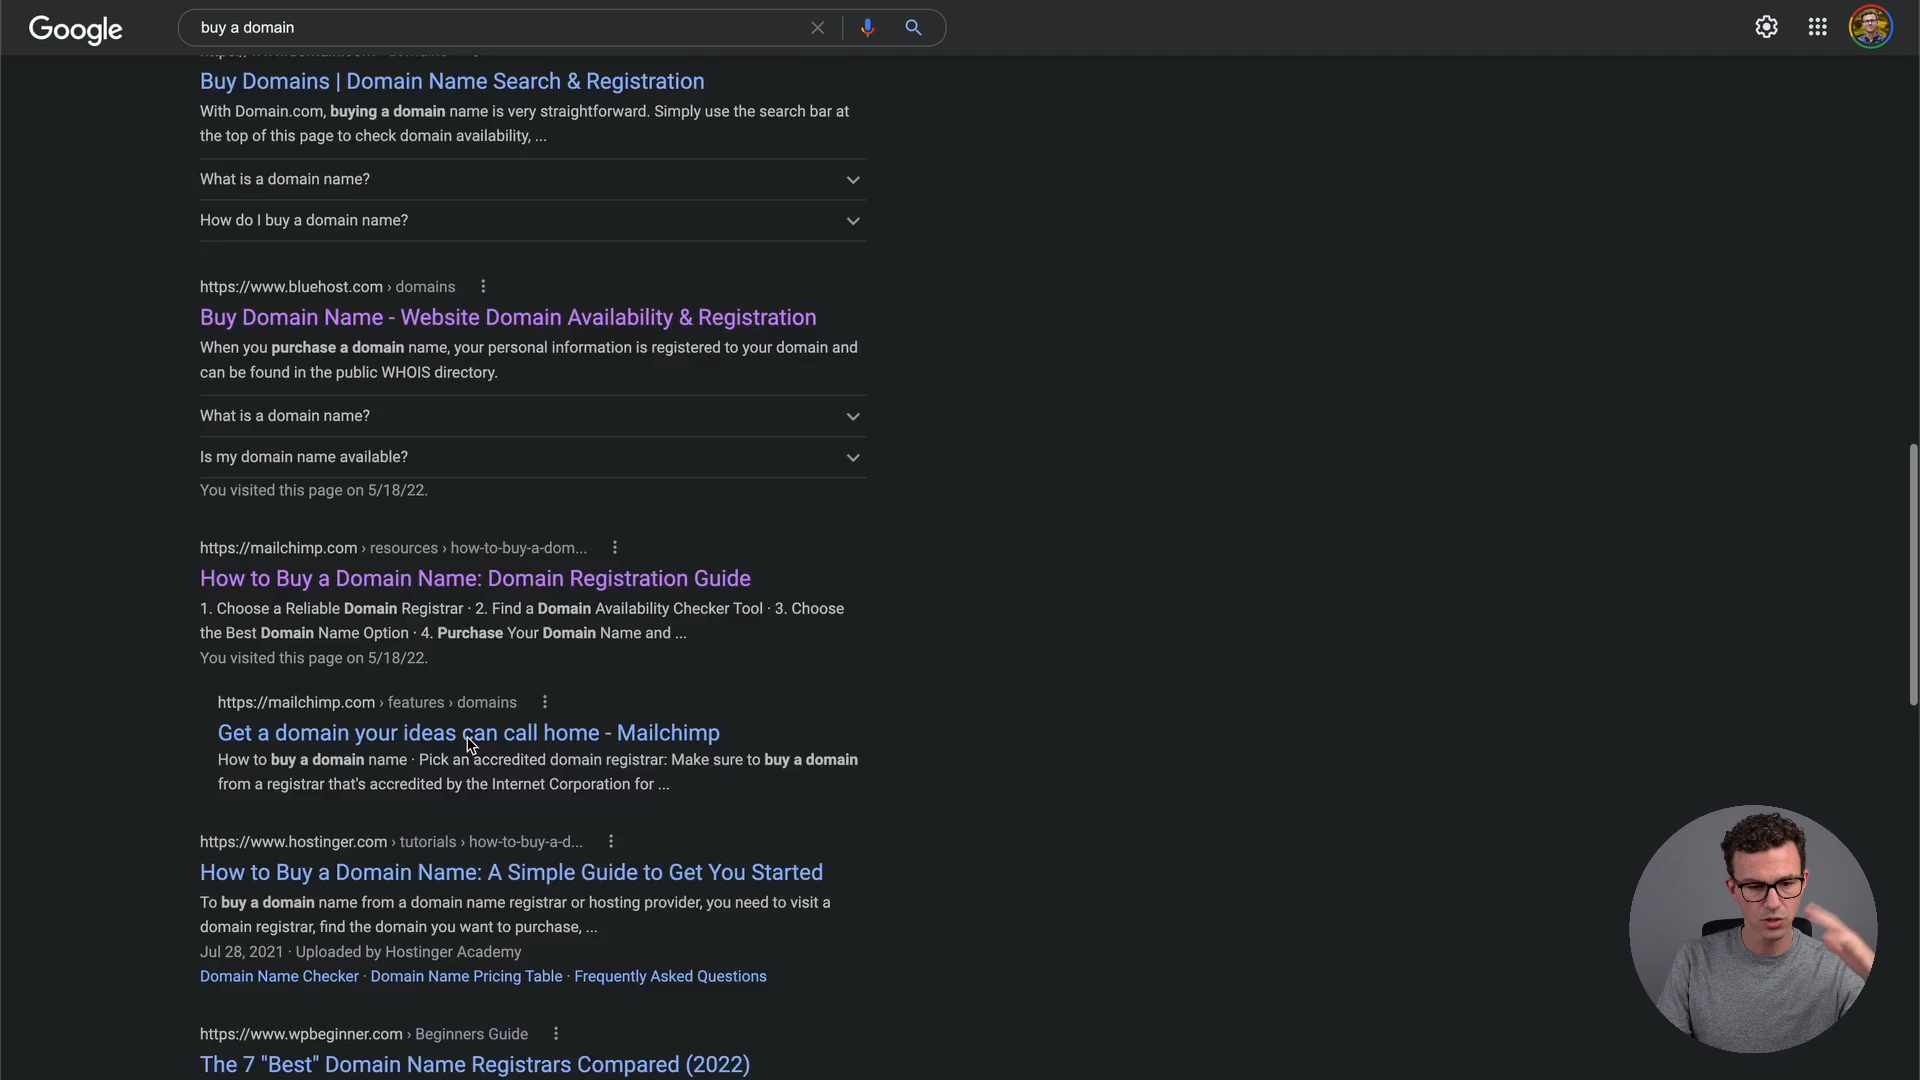 Google
buy a domain
Buy Domains | Domain Name Search & Registration
With Domain.com, buying a domain name is very straightforward. Simply use the search bar at
the top of this page to check domain availability, ...
What is a domain name?
How do I buy a domain name?
https://www.bluehost.com › domains
Buy Domain Name - Website Domain Availability & Registration
When you purchase a domain name, your personal information is registered to your domain and
can be found in the public WHOIS directory.
What is a domain name?
Is my domain name available?
You visited this page on 5/18/22.
https://mailchimp.com › resources › how-to-buy-a-dom...
How to Buy a Domain Name: Domain Registration Guide
1. Choose a Reliable Domain Registrar · 2. Find a Domain Availability Checker Tool · 3. Choose
the Best Domain Name Option · 4. Purchase Your Domain Name and ...
You visited this page on 5/18/22.
https://mailchimp.com › features › domains
Get a domain your ideas can call home - Mailchimp
How to buy a domain name · Pick an accredited domain registrar: Make sure to buy a domain
from a registrar that's accredited by the Internet Corporation for ...
https://www.hostinger.com › tutorials › how-to-buy-a-d...
How to Buy a Domain Name: A Simple Guide to Get You Started
To buy a domain name from a domain name registrar or hosting provider, you need to visit a
domain registrar, find the domain you want to purchase, ...
Jul 28, 2021 · Uploaded by Hostinger Academy
Domain Name Checker · Domain Name Pricing Table · Frequently Asked Questions
https://www.wpbeginner.com › Beginners Guide
The 7 "Best" Domain Name Registrars Compared (2022)